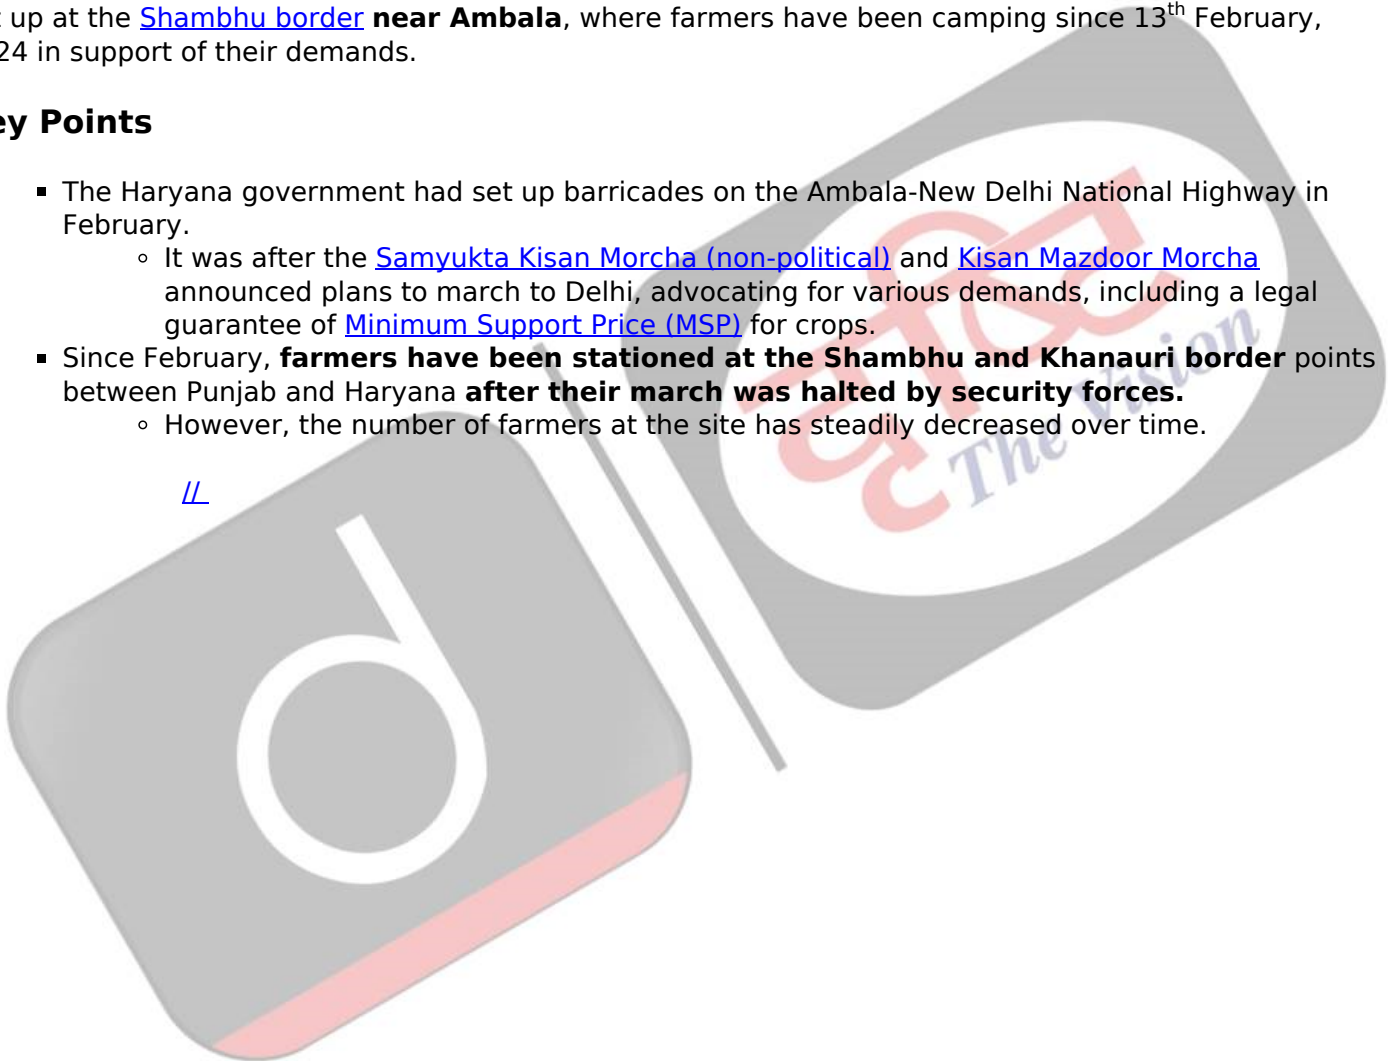 up at the Shambhu border near Ambala, where farmers have been camping since 13th February,
24 in support of their demands.
ey Points
▪ The Haryana government had set up barricades on the Ambala-New Delhi National Highway in
February.
◦ It was after the Samyukta Kisan Morcha (non-political) and Kisan Mazdoor Morcha
announced plans to march to Delhi, advocating for various demands, including a legal
guarantee of Minimum Support Price (MSP) for crops.
▪ Since February, farmers have been stationed at the Shambhu and Khanauri border points
between Punjab and Haryana after their march was halted by security forces.
◦ However, the number of farmers at the site has steadily decreased over time.
//
d
दृष्टि
The Vision